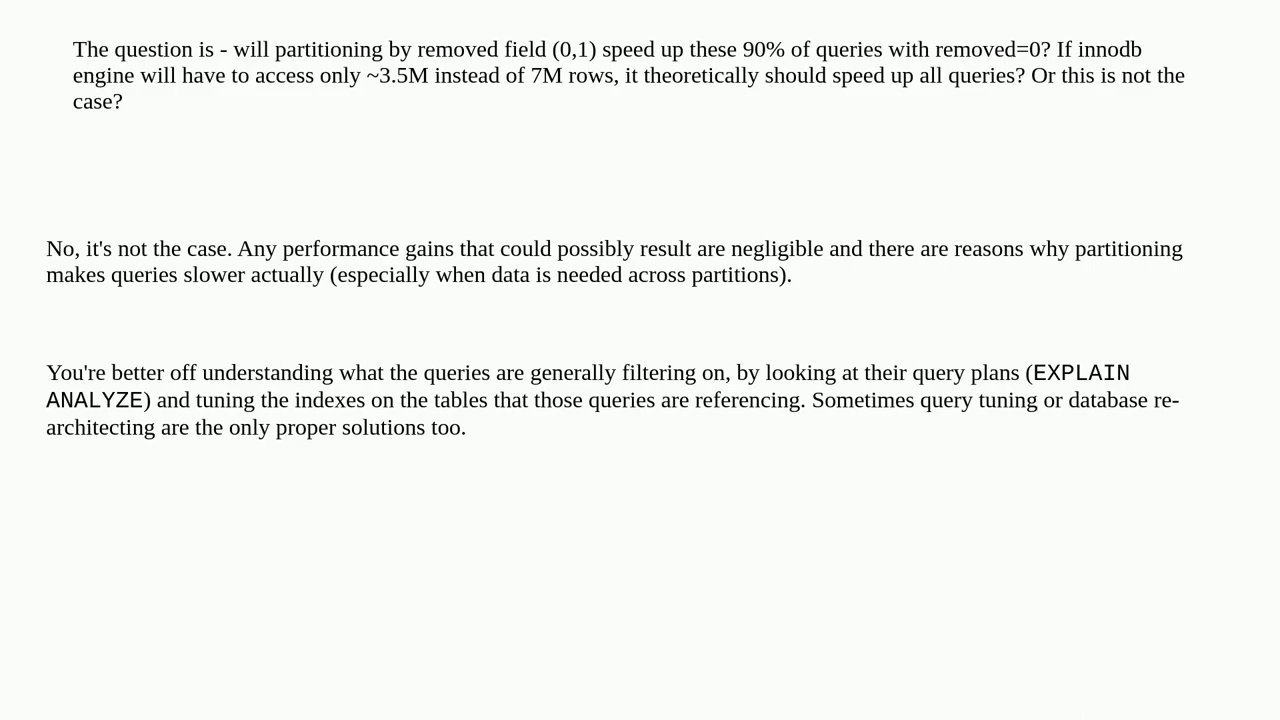 The question is - will partitioning by removed field (0,1) speed up these 90% of queries with removed=0? If innodb
engine will have to access only ~3.5M instead of 7M rows, it theoretically should speed up all queries? Or this is not the
case?
No, it's not the case. Any performance gains that could possibly result are negligible and there are reasons why partitioning
makes queries slower actually (especially when data is needed across partitions).
You're better off understanding what the queries are generally filtering on, by looking at their query plans (EXPLAIN
ANALYZE) and tuning the indexes on the tables that those queries are referencing. Sometimes query tuning or database re-
architecting are the only proper solutions too.